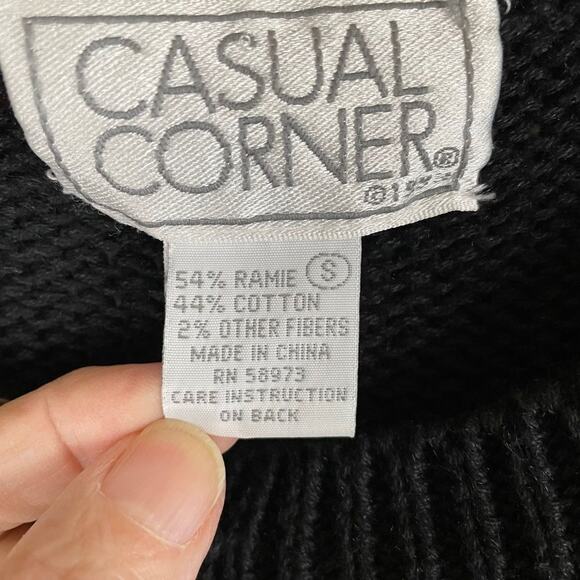 CASUAL
CORNER®
54% RAMIE S
44% COTTON
2% OTHER FIBERS
MADE IN CHINA
RN 58973
CARE INSTRUCTION
ON BACK